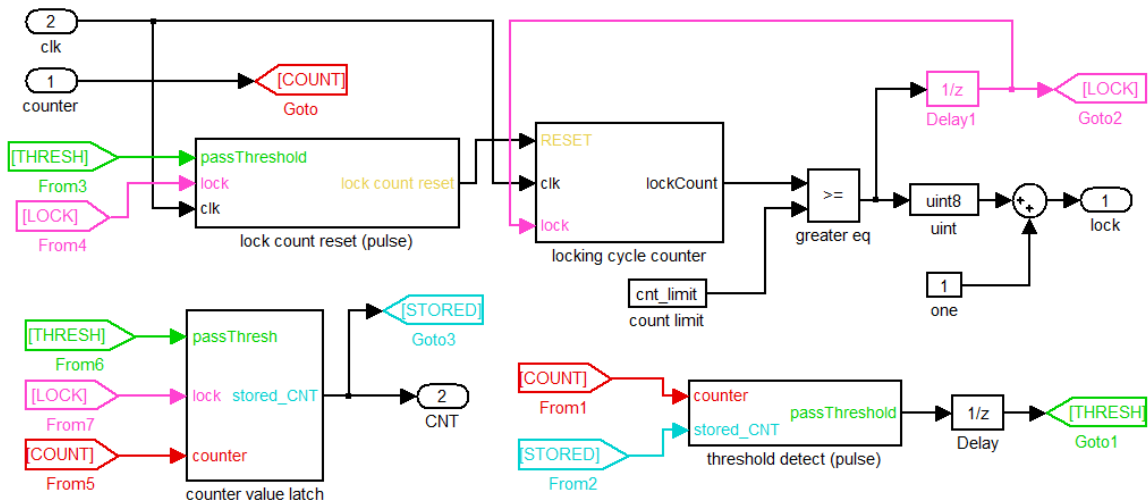 2
clk
1
counter
[COUNT]
Goto
[THRESH]
From3
[LOCK]
From4
passThreshold
lock
clk
lock count reset
lock count reset (pulse)
RESET
clk
lock
lockCount
locking cycle counter
cnt_limit
count limit
>=
greater eq
1/z
Delay1
[LOCK]
Goto2
uint8
uint
+
+
1
lock
1
one
[THRESH]
From6
[LOCK]
From7
[COUNT]
From5
passThresh
lock
stored_CNT
counter
counter value latch
[STORED]
Goto3
2
CNT
[COUNT]
From1
[STORED]
From2
counter
passThreshold
stored_CNT
threshold detect (pulse)
1/z
Delay
[THRESH]
Goto1